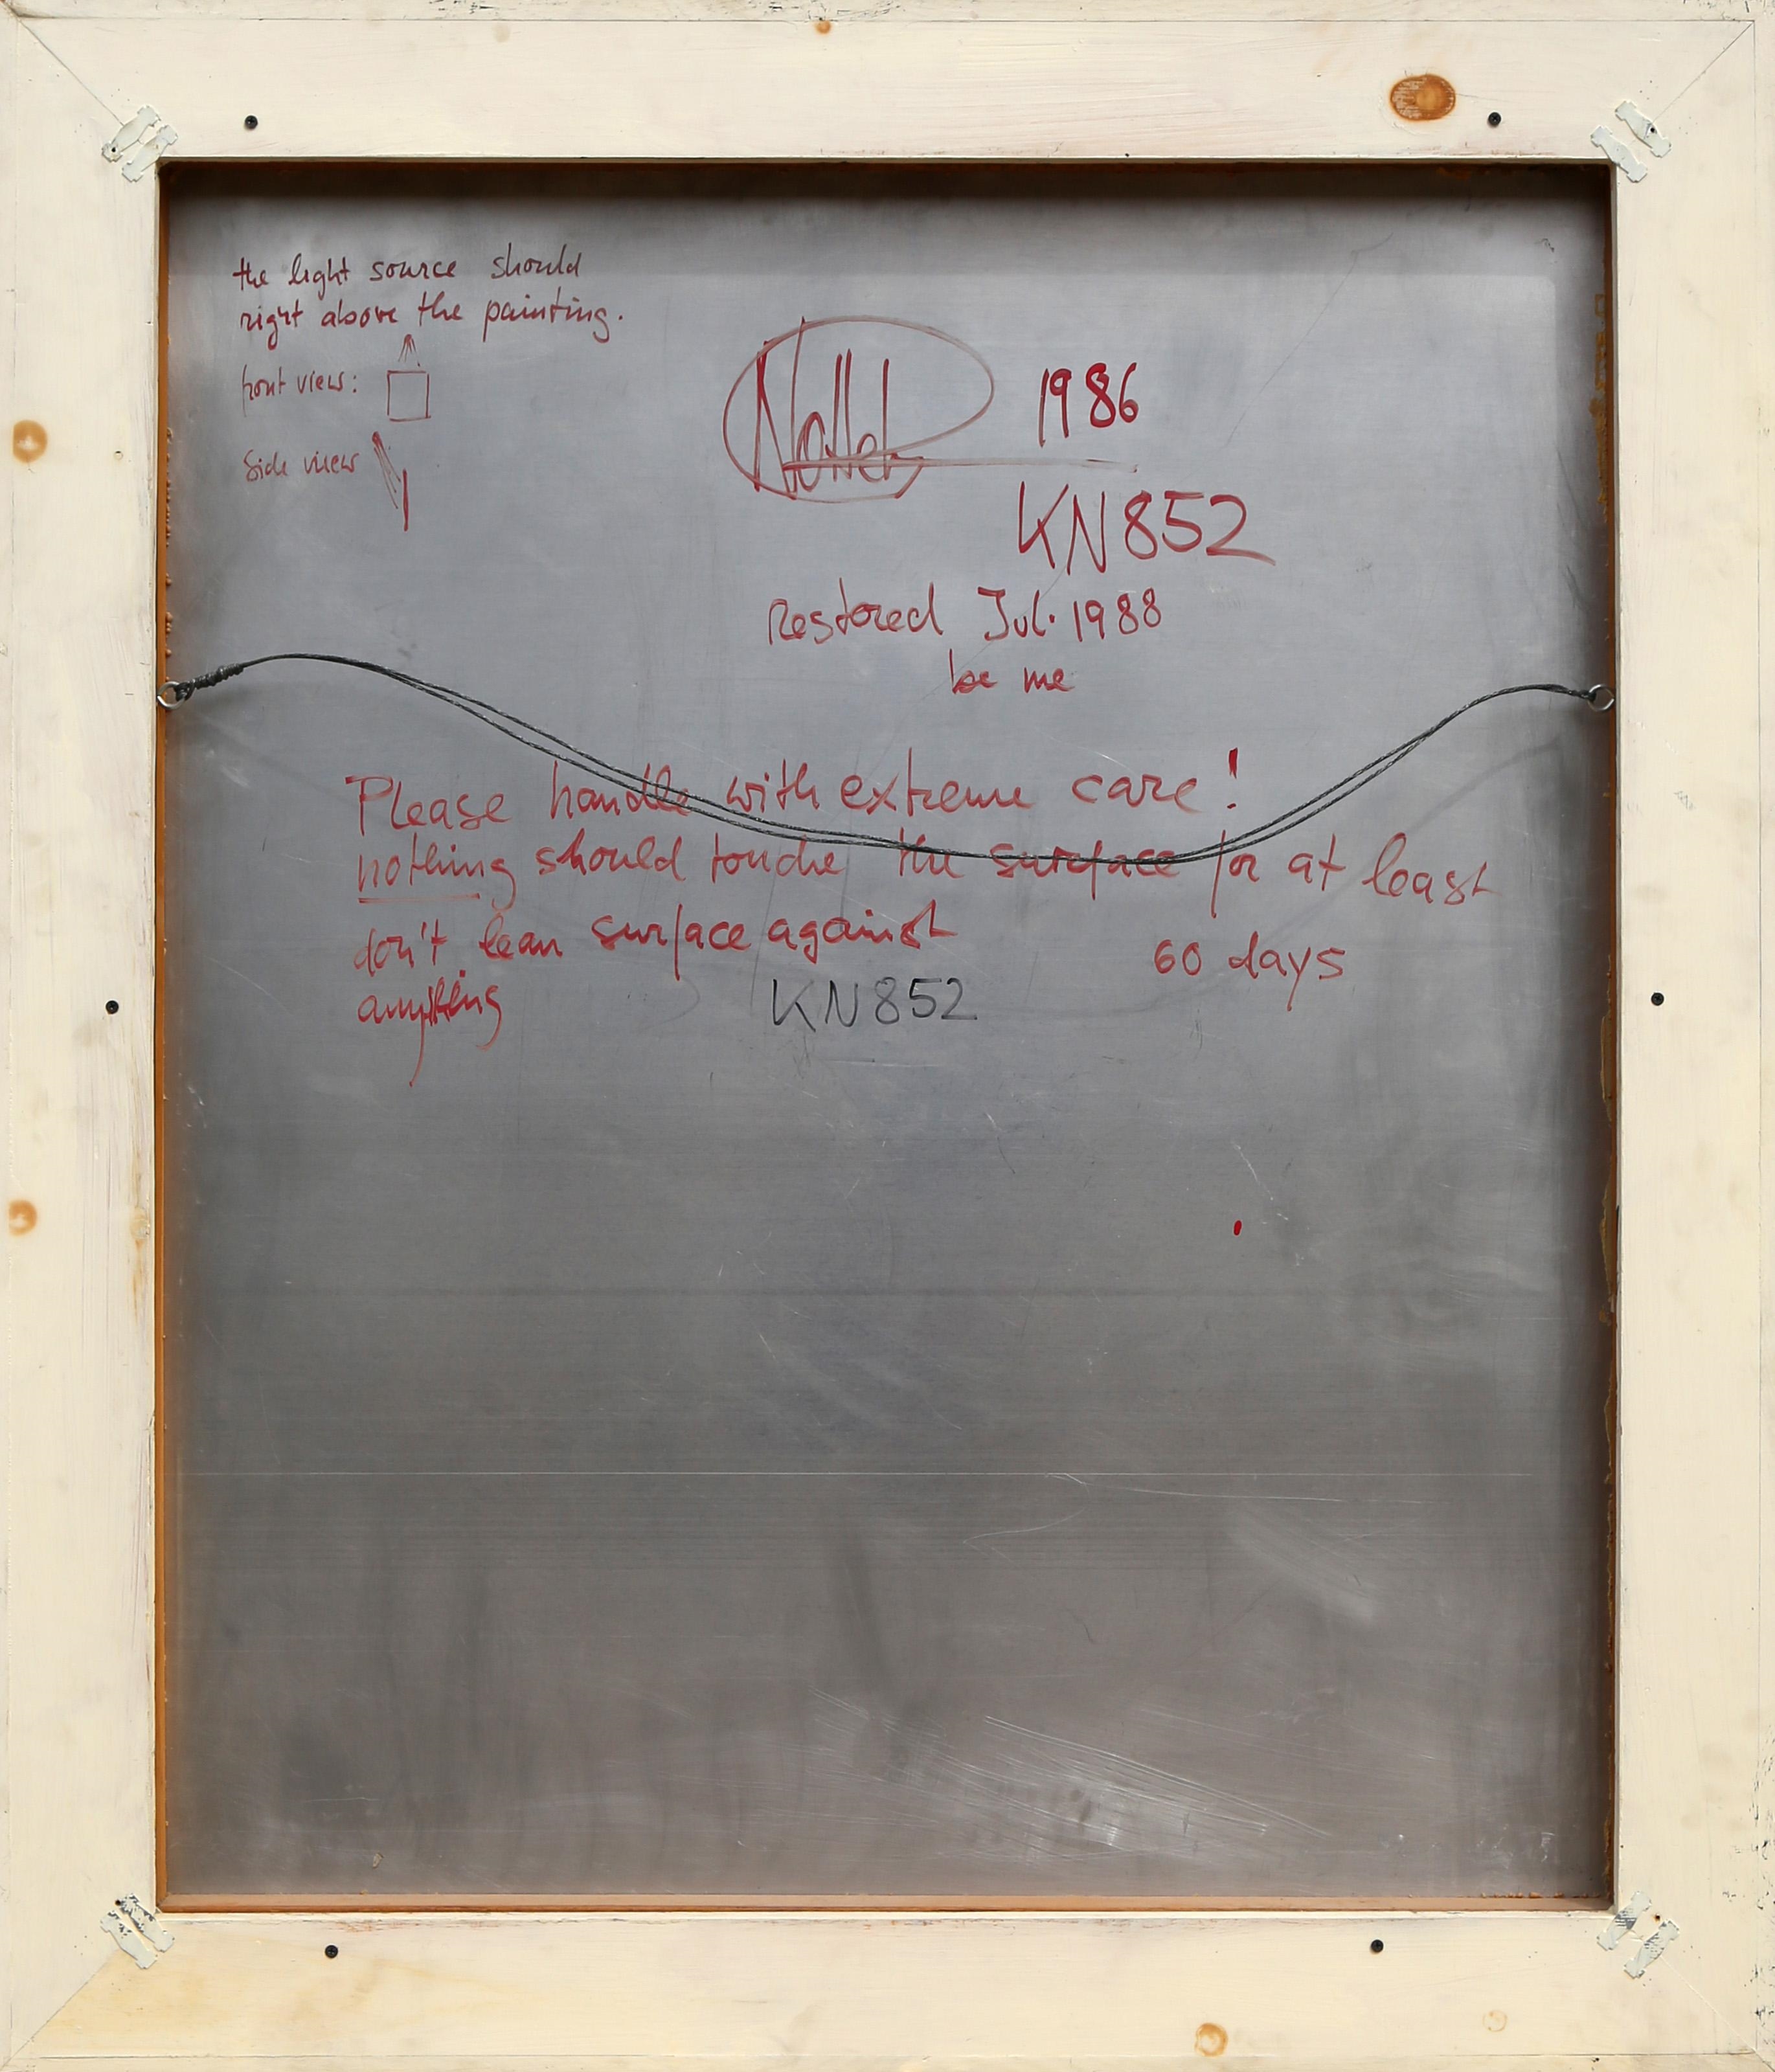 the light source should
right above the painting.
front view:
Side view
1986
KN852
Restored Jul. 1988
be me
Please handle with extreme care!
nothing should touche the surface for at least
60 days
don't lean surface against
anything
KN852